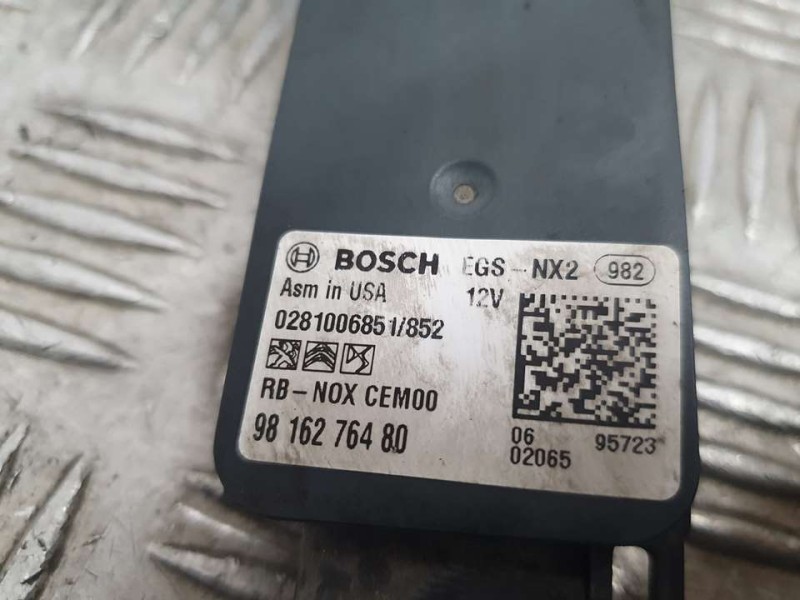 BOSCH EGS-NX2 982
Asm in USA 12V
0281006851/852
RB-NOX CEM00
98 162 764 80
06 95723
02065